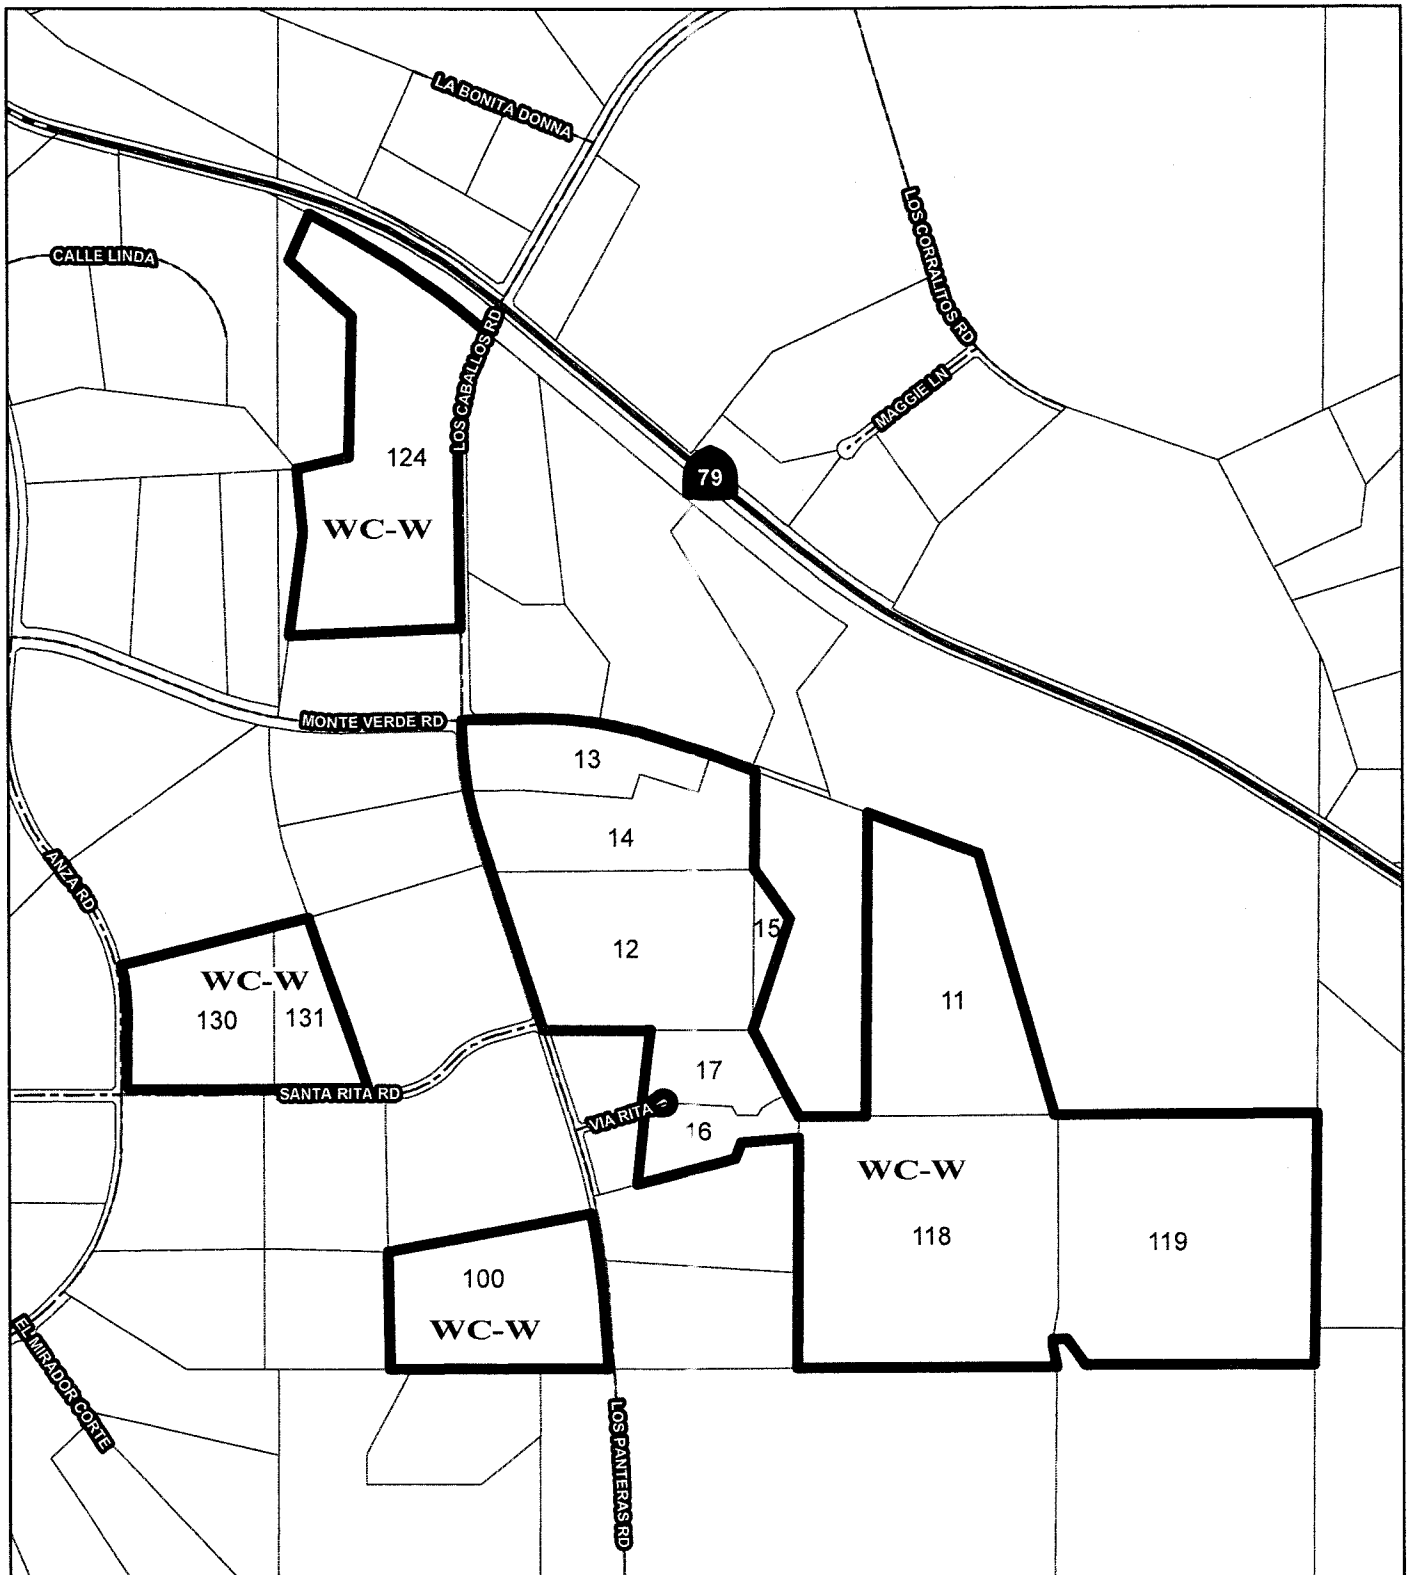 LA BONITA DONNA
LOS CORRALITOS RD
CALLE LINDA
LOS CABALLOS RD
MAGGIE LN
124
79
WC-W
MONTE VERDE RD
13
14
ANZA RD
15
12
WC-W
130
131
11
17
SANTA RITA RD
VIA RITA
16
WC-W
118
119
100
WC-W
EL MIRADOR CORTE
LOS PANTERAS RD